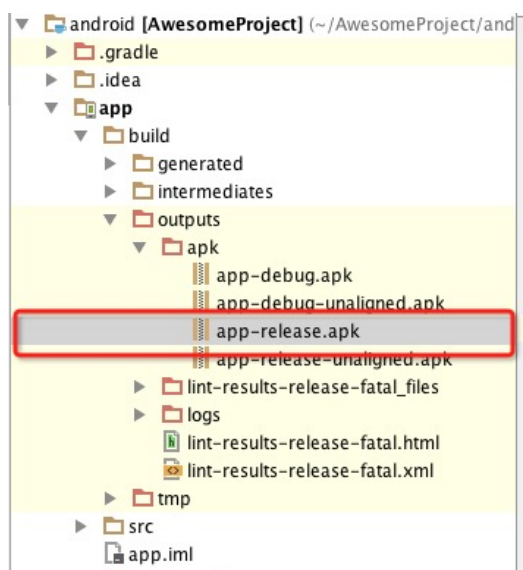 android [AwesomeProject] (~/AwesomeProject/and
.gradle
.idea
app
build
generated
intermediates
outputs
apk
app-debug.apk
app-debug-unaligned.apk
app-release.apk
app-release-unaligned.apk
lint-results-release-fatal_files
logs
lint-results-release-fatal.html
lint-results-release-fatal.xml
tmp
src
app.iml